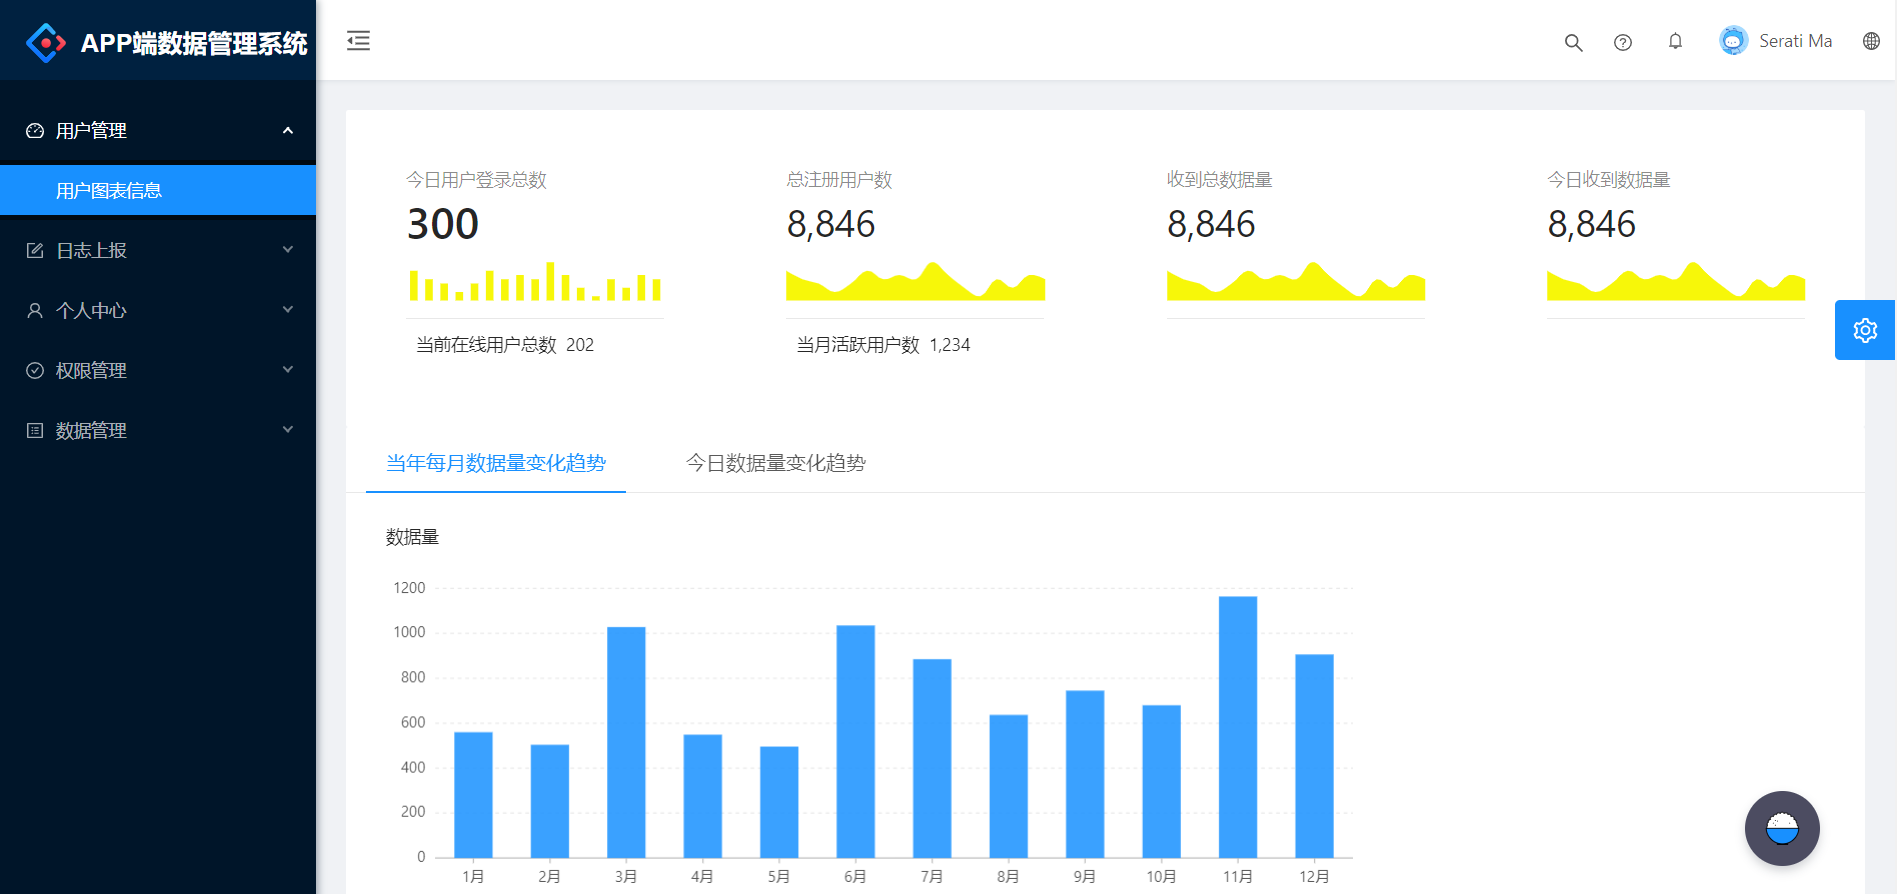 APP端数据管理系统
Serati Ma
用户管理
用户图表信息
日志上报
个人中心
权限管理
数据管理
今日用户登录总数
300
当前在线用户总数 202
总注册用户数
8,846
当月活跃用户数 1,234
收到总数据量
8,846
今日收到数据量
8,846
当年每月数据量变化趋势
今日数据量变化趋势
数据量
1200
1000
800
600
400
200
0
1月 2月 3月 4月 5月 6月 7月 8月 9月 10月 11月 12月